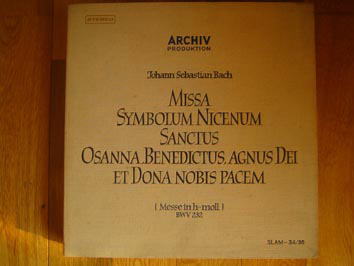 STEREO
ARCHIV
PRODUKTION
Johann Sebastian Bach
MISSA
SYMBOLUM NICENUM
SANCTUS
OSANNA, BENEDICTUS, AGNUS DEI
ET DONA NOBIS PACEM
(Messe in h-moll)
BWV 232
SLAM-34/36